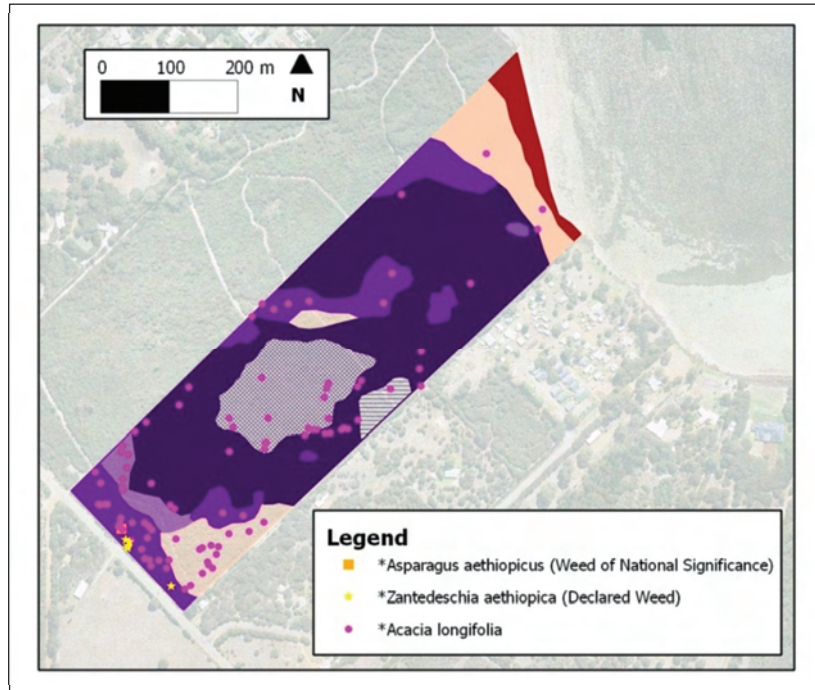 0 100 200 m
N
Legend
*Asparagus aethiopicus (Weed of National Significance)
*Zantedeschia aethiopica (Declared Weed)
*Acacia longifolia